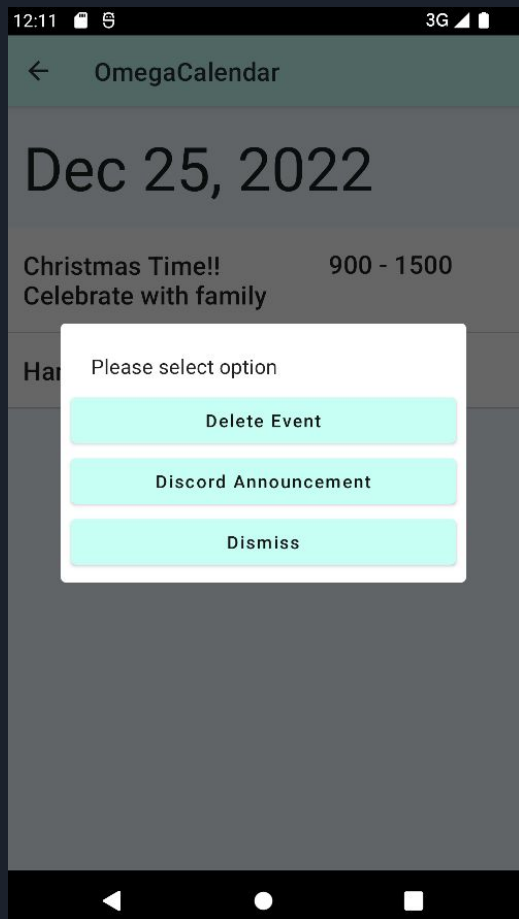 12:11 3G
OmegaCalendar
Dec 25, 2022
Christmas Time!! 900 - 1500
Celebrate with family
Please select option
Delete Event
Discord Announcement
Dismiss